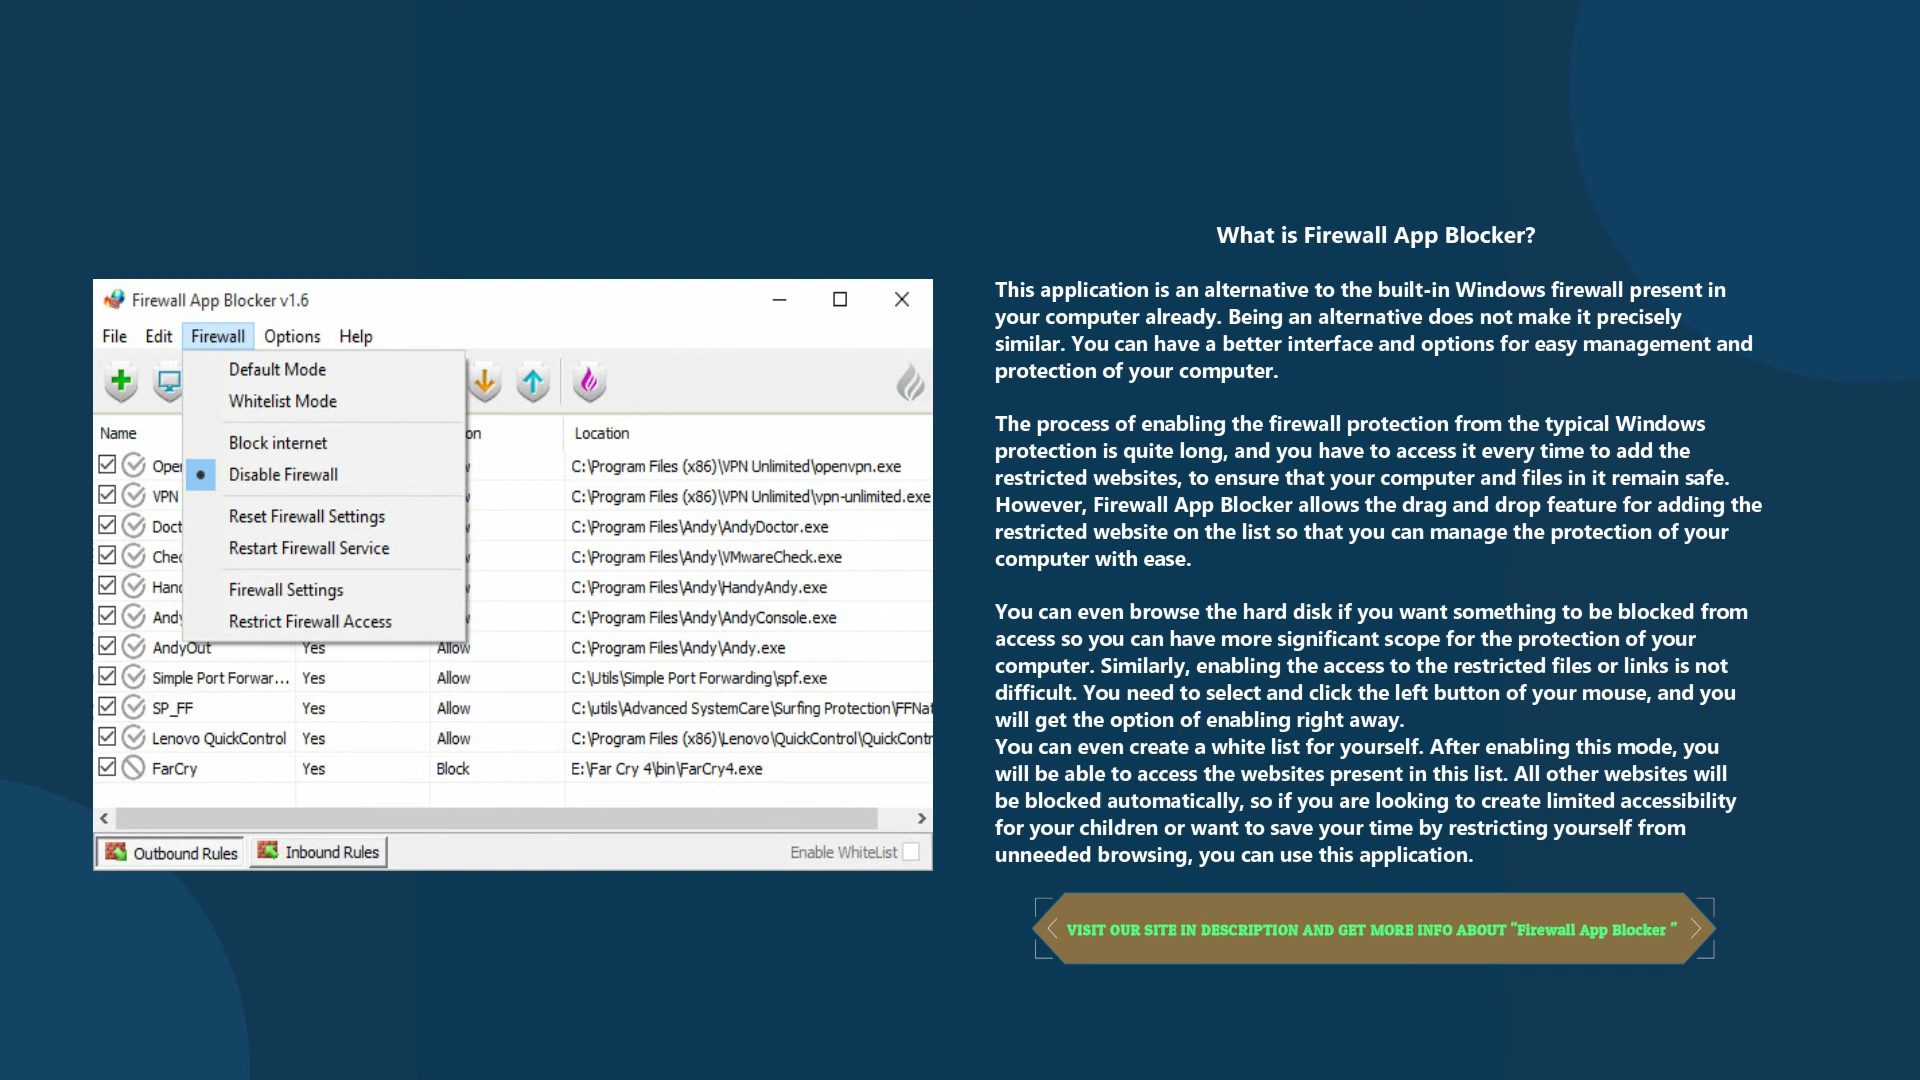 Firewall App Blocker v1.6
File Edit Firewall Options Help
Default Mode
Whitelist Mode
Block internet
Disable Firewall
Reset Firewall Settings
Restart Firewall Service
Firewall Settings
Restrict Firewall Access
Name on Location
Oper C:\Program Files (x86)\VPN Unlimited\openvpn.exe
VPN C:\Program Files (x86)\VPN Unlimited\vpn-unlimited.exe
Doct C:\Program Files\Andy\AndyDoctor.exe
Chec C:\Program Files\Andy\VMwareCheck.exe
Hand C:\Program Files\Andy\HandyAndy.exe
Andy C:\Program Files\Andy\AndyConsole.exe
AndyOut Yes Allow C:\Program Files\Andy\Andy.exe
Simple Port Forwar... Yes Allow C:\Utils\Simple Port Forwarding\spf.exe
SP_FF Yes Allow C:\utils\Advanced SystemCare\Surfing Protection\FFNat
Lenovo QuickControl Yes Allow C:\Program Files (x86)\Lenovo\QuickControl\QuickContr
FarCry Yes Block E:\Far Cry 4\bin\FarCry4.exe
Outbound Rules Inbound Rules Enable WhiteList
What is Firewall App Blocker?
This application is an alternative to the built-in Windows firewall present in
your computer already. Being an alternative does not make it precisely
similar. You can have a better interface and options for easy management and
protection of your computer.
The process of enabling the firewall protection from the typical Windows
protection is quite long, and you have to access it every time to add the
restricted websites, to ensure that your computer and files in it remain safe.
However, Firewall App Blocker allows the drag and drop feature for adding the
restricted website on the list so that you can manage the protection of your
computer with ease.
You can even browse the hard disk if you want something to be blocked from
access so you can have more significant scope for the protection of your
computer. Similarly, enabling the access to the restricted files or links is not
difficult. You need to select and click the left button of your mouse, and you
will get the option of enabling right away.
You can even create a white list for yourself. After enabling this mode, you
will be able to access the websites present in this list. All other websites will
be blocked automatically, so if you are looking to create limited accessibility
for your children or want to save your time by restricting yourself from
unneeded browsing, you can use this application.
VISIT OUR SITE IN DESCRIPTION AND GET MORE INFO ABOUT "Firewall App Blocker "